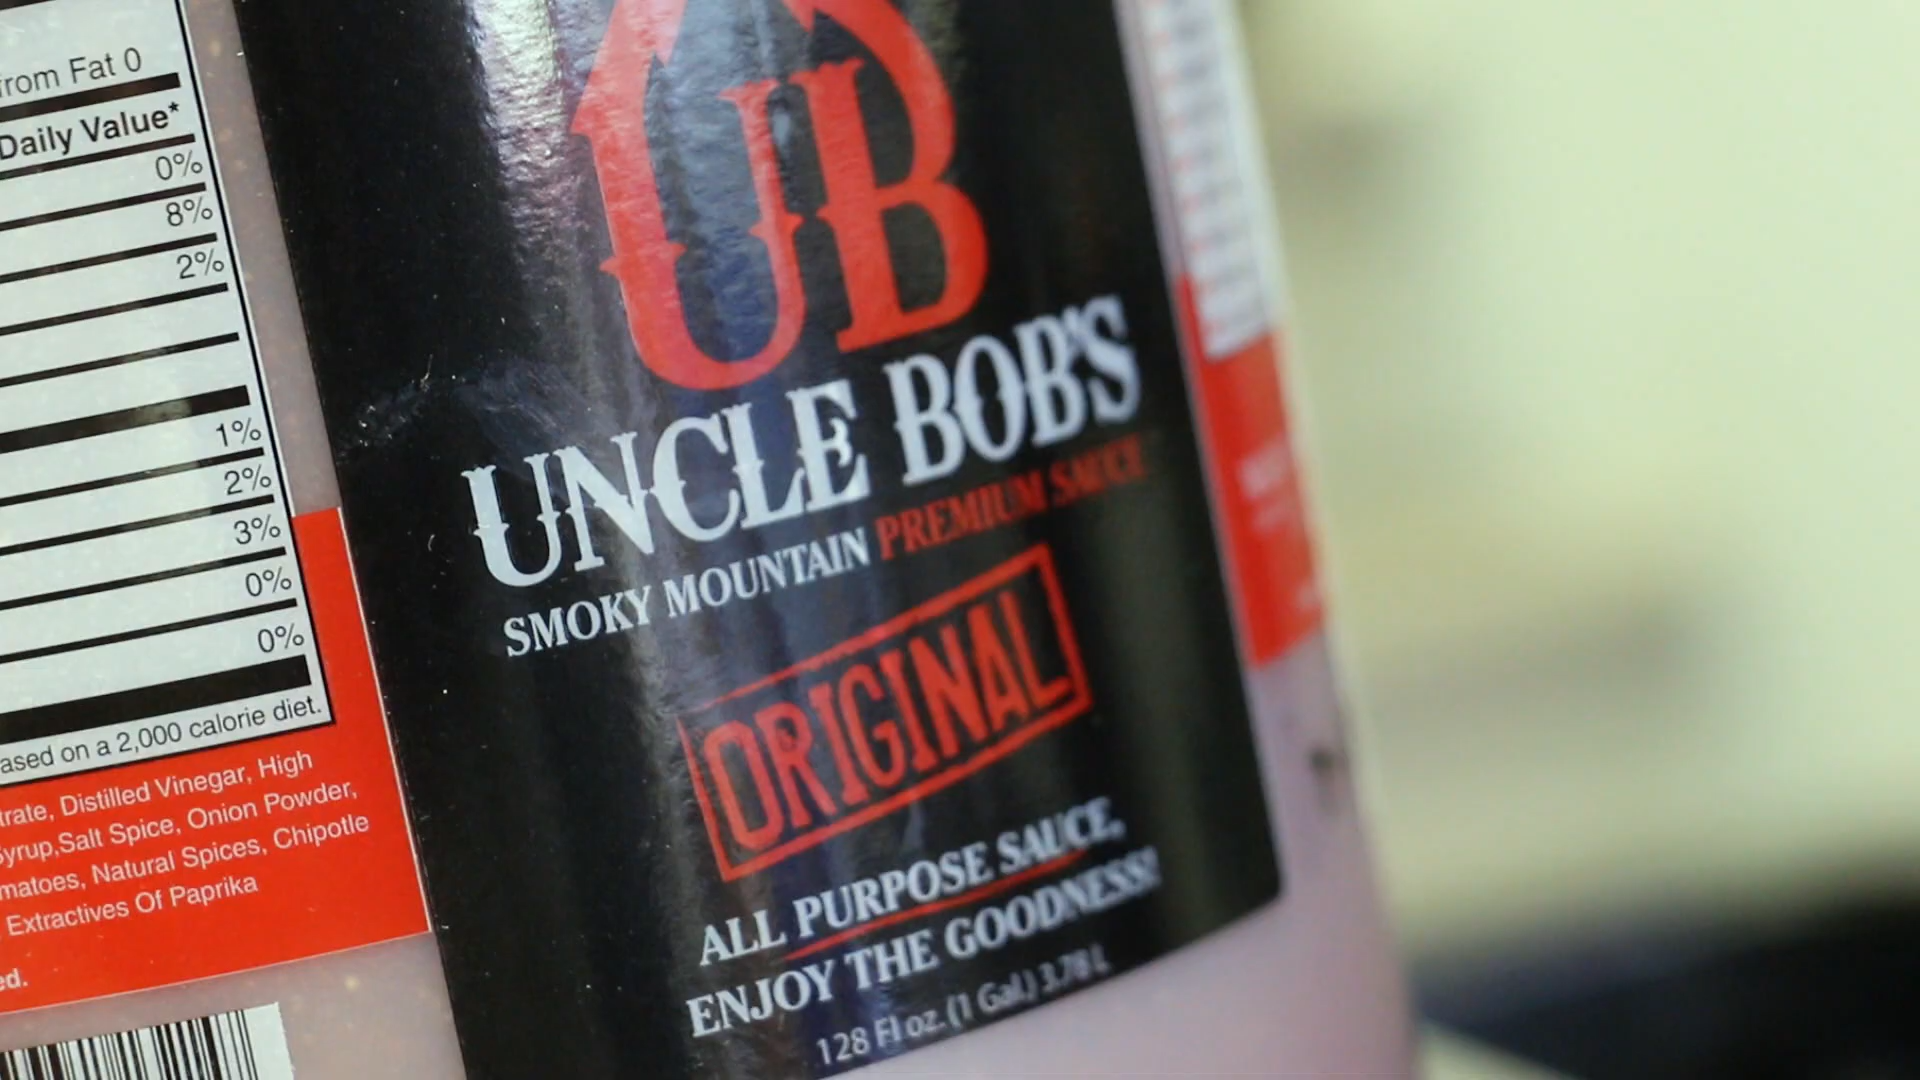 from Fat 0
Daily Value*
0%
8%
2%
1%
2%
3%
0%
0%
ased on a 2,000 calorie diet.
trate, Distilled Vinegar, High
Syrup,Salt Spice, Onion Powder,
matoes, Natural Spices, Chipotle
Extractives Of Paprika
ed.
UB
UNCLE BOB'S
SMOKY MOUNTAIN PREMIUM SAUCE
ORIGINAL
ALL PURPOSE SAUCE,
ENJOY THE GOODNESS!
128 Fl oz. (1 Gal.) 3.78 L